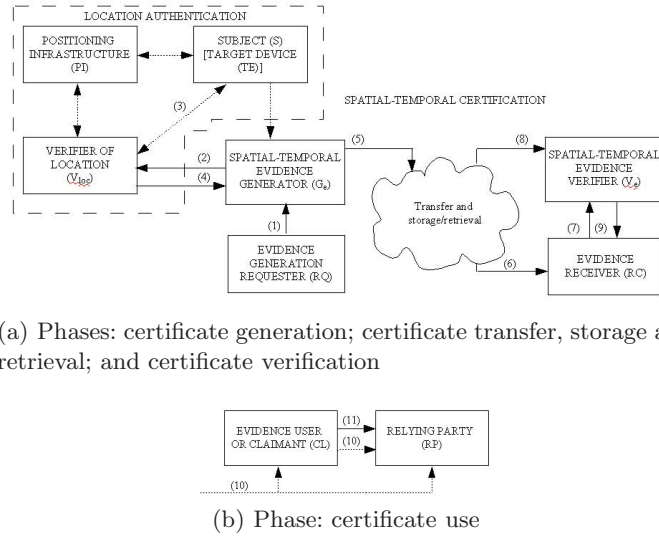 LOCATION AUTHENTICATION
POSITIONING
INFRASTRUCTURE
(PI)
SUBJECT (S)
[TARGET DEVICE
(TE)]
(3)
SPATIAL-TEMPORAL CERTIFICATION
VERIFIER OF
LOCATION
(Vloc)
(2)
(4)
SPATIAL-TEMPORAL
EVIDENCE
GENERATOR (Ge)
(5)
Transfer and
storage/retrieval
(8)
SPATIAL-TEMPORAL
EVIDENCE
VERIFIER (Ve)
(1)
(7)
(9)
EVIDENCE
GENERATION
REQUESTER (RQ)
(6)
EVIDENCE
RECEIVER (RC)
(a) Phases: certificate generation; certificate transfer, storage a
retrieval; and certificate verification
EVIDENCE USER
OR CLAIMANT (CL)
(11)
(10)
RELYING PARTY
(RP)
(10)
(b) Phase: certificate use